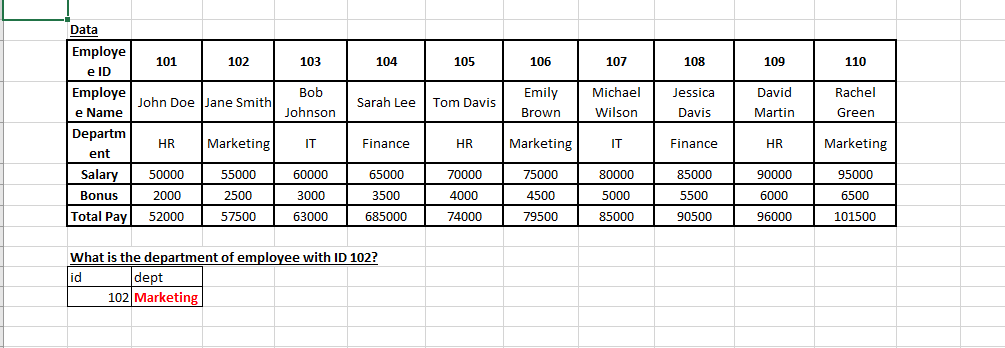 Data
Employe
e ID 101 102 103 104 105 106 107 108 109 110
Employe
e Name John Doe Jane Smith Bob
Johnson Sarah Lee Tom Davis Emily
Brown Michael
Wilson Jessica
Davis David
Martin Rachel
Green
Departm
ent HR Marketing IT Finance HR Marketing IT Finance HR Marketing
Salary 50000 55000 60000 65000 70000 75000 80000 85000 90000 95000
Bonus 2000 2500 3000 3500 4000 4500 5000 5500 6000 6500
Total Pay 52000 57500 63000 685000 74000 79500 85000 90500 96000 101500
What is the department of employee with ID 102?
id dept
102 Marketing